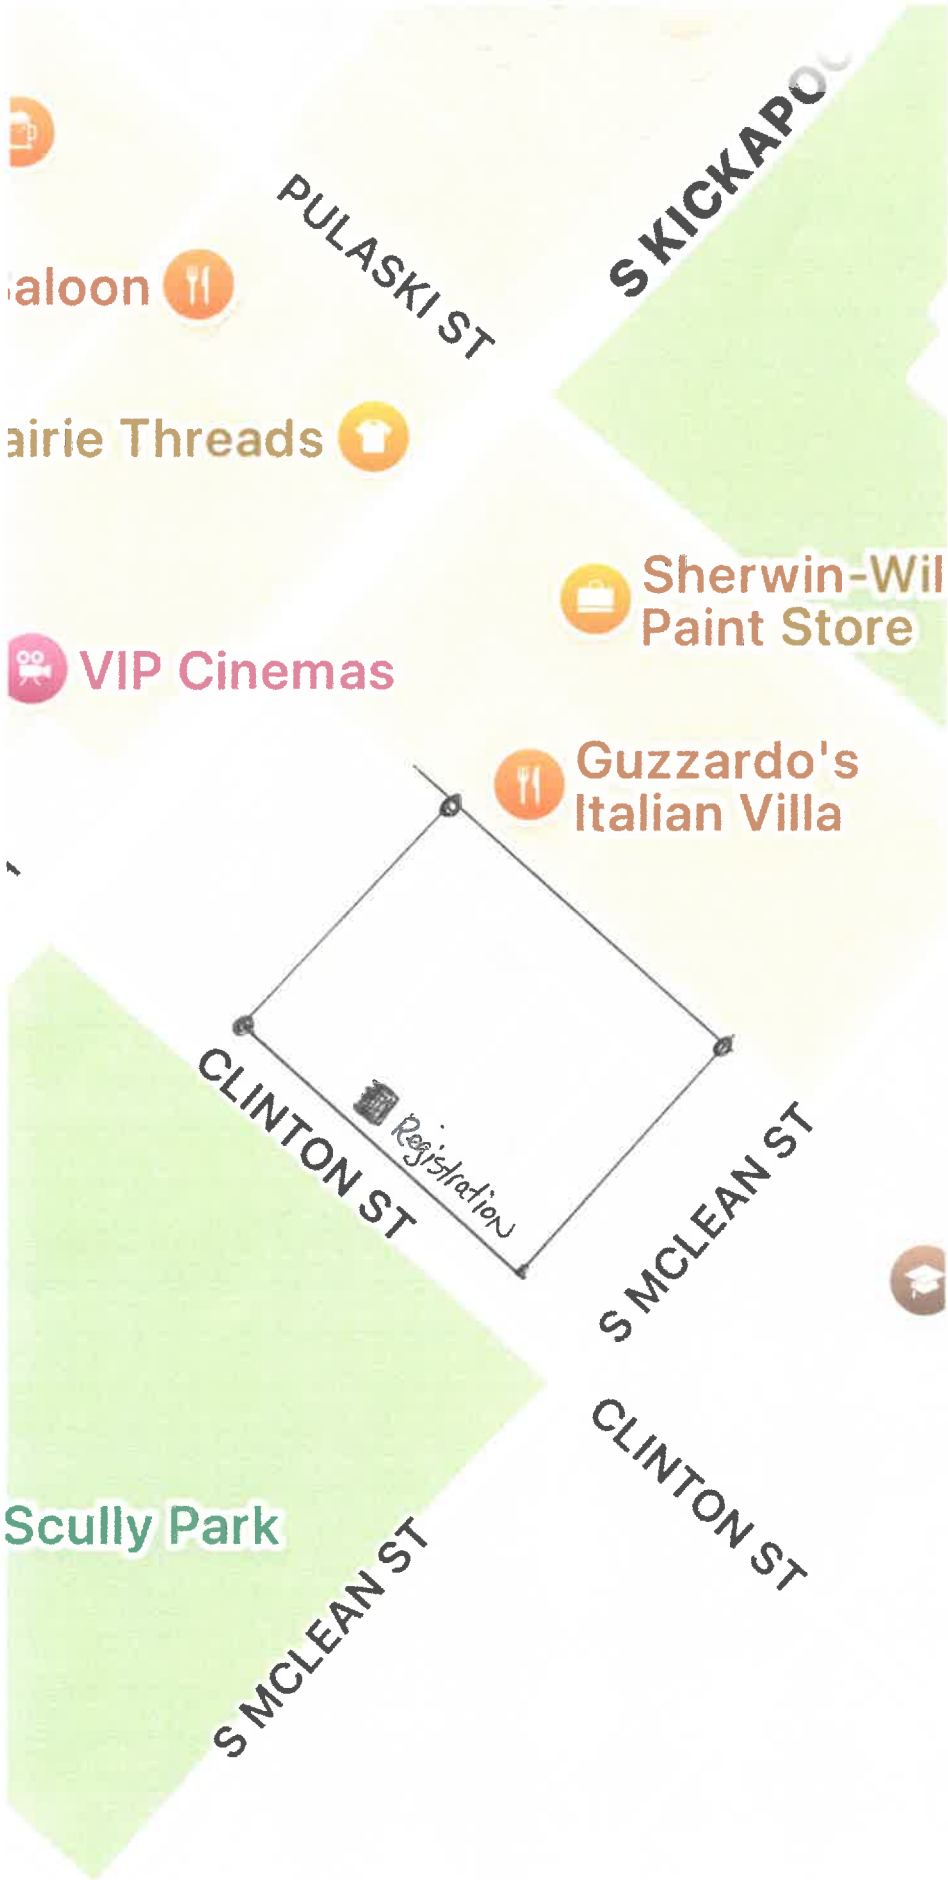 S KICKAPOO
PULASKI ST
aloon
airie Threads
Sherwin-Wil
Paint Store
VIP Cinemas
Guzzardo's
Italian Villa
CLINTON ST
Registration
S MCLEAN ST
CLINTON ST
Scully Park
S MCLEAN ST